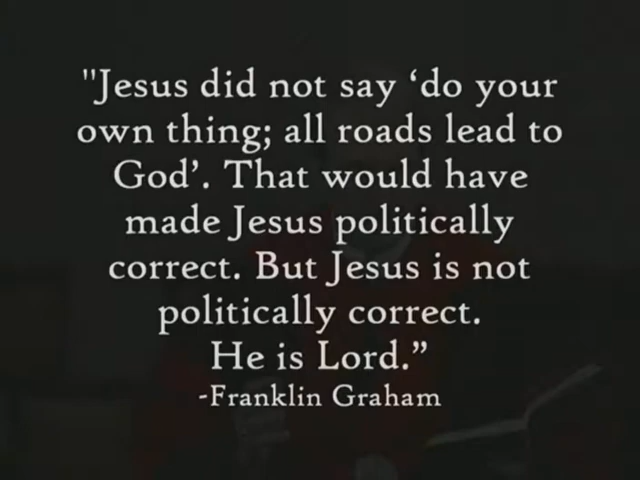 "Jesus did not say ‘do your
own thing; all roads lead to
God’. That would have
made Jesus politically
correct. But Jesus is not
politically correct.
He is Lord.”
-Franklin Graham